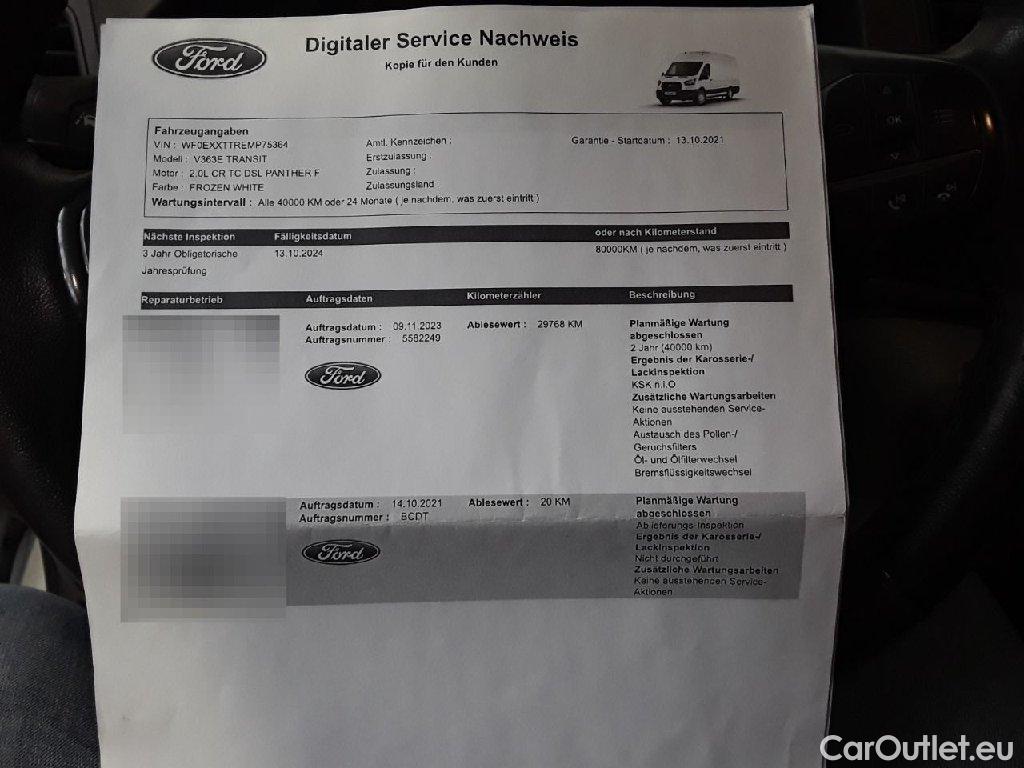 Ford
Digitaler Service Nachweis
Kopie für den Kunden
Fahrzeugangaben
VIN : WF0EXXTTREMP75364
Amtl. Kennzeichen :
Garantie - Startdatum : 13.10.2021
Modell : V363E TRANSIT
Erstzulassung :
Motor : 2.0L CR TC DSL PANTHER F
Zulassung :
Farbe : FROZEN WHITE
Zulassungsland
Wartungsintervall : Alle 40000 KM oder 24 Monate ( je nachdem, was zuerst eintritt )
Nächste Inspektion
Fälligkeitsdatum
oder nach Kilometerstand
3 Jahr Obligatorische
13.10.2024
80000KM ( je nachdem, was zuerst eintritt )
Jahresprüfung
Reparaturbetrieb
Auftragsdaten
Kilometerzähler
Beschreibung
Auftragsdatum : 09.11.2023
Auftragsnummer : 5582249
Ford
Ablesewert : 29768 KM
Planmäßige Wartung
abgeschlossen
2 Jahr (40000 km)
Ergebnis der Karosserie-/
Lackinspektion
KSK n.i.O
Zusätzliche Wartungsarbeiten
Keine ausstehenden Service-
Aktionen
Austausch des Pollen-/
Geruchsfilters
Öl- und Ölfilterwechsel
Bremsflüssigkeitswechsel
Auftragsdatum : 14.10.2021
Auftragsnummer : BCDT
Ford
Ablesewert : 20 KM
Planmäßige Wartung
abgeschlossen
Ablieferungs-Inspektion
Ergebnis der Karosserie-/
Lackinspektion
Nicht durchgeführt
Zusätzliche Wartungsarbeiten
Keine ausstehenden Service-
Aktionen
OK
CarOutlet.eu